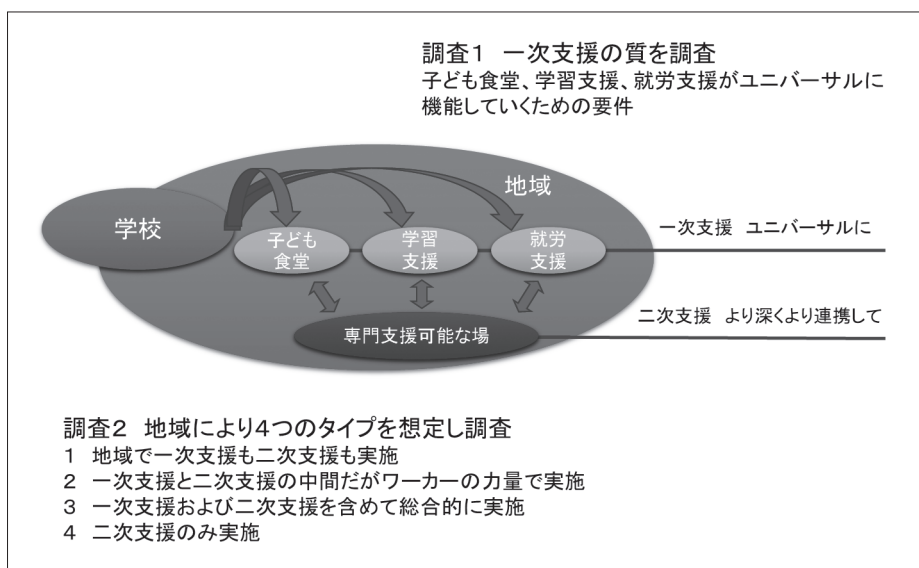 調査1 一次支援の質を調査
子ども食堂、学習支援、就労支援がユニバーサルに
機能していくための要件
地域
学校
子ども
食堂
学習
支援
就労
支援
一次支援 ユニバーサルに
専門支援可能な場
二次支援 より深くより連携して
調査2 地域により4つのタイプを想定し調査
1 地域で一次支援も二次支援も実施
2 一次支援と二次支援の中間だがワーカーの力量で実施
3 一次支援および二次支援を含めて総合的に実施
4 二次支援のみ実施